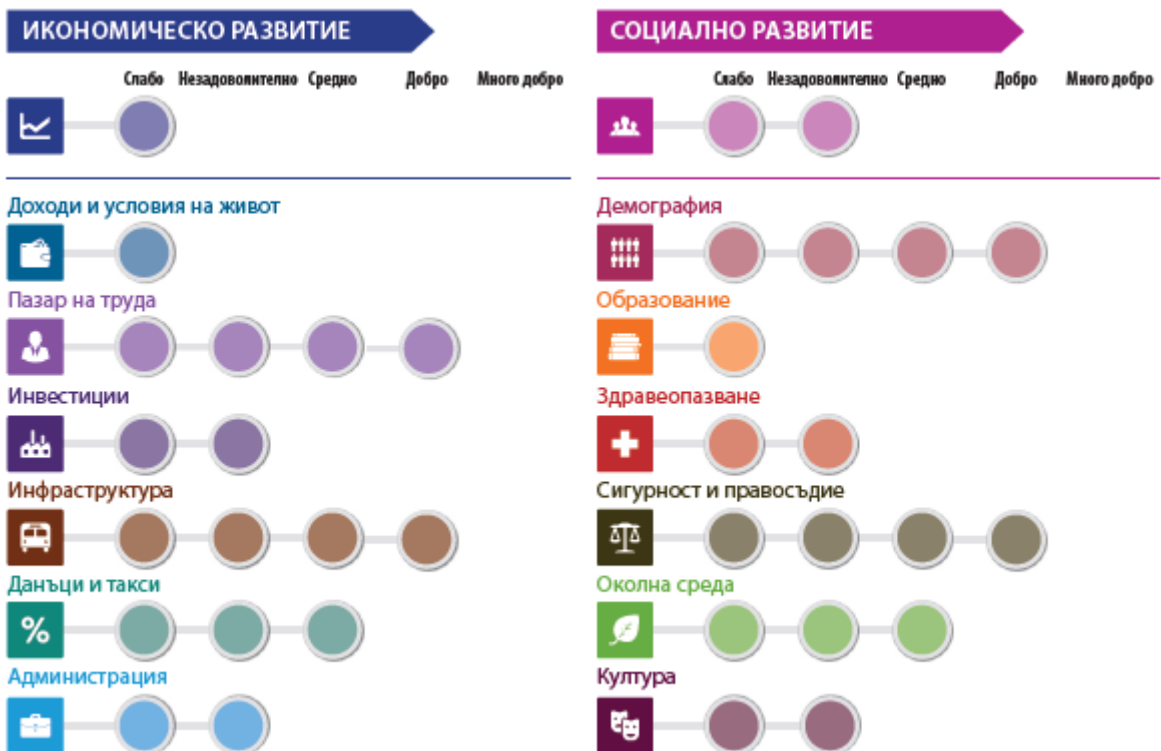 ИКОНОМИЧЕСКО РАЗВИТИЕ
Слабо Незадоволително Средно Добро Много добро
Доходи и условия на живот
Пазар на труда
Инвестиции
Инфраструктура
Данъци и такси
%
Администрация
СОЦИАЛНО РАЗВИТИЕ
Слабо Незадоволително Средно Добро Много добро
Демография
Образование
Здравеопазване
Сигурност и правосъдие
Околна среда
Култура